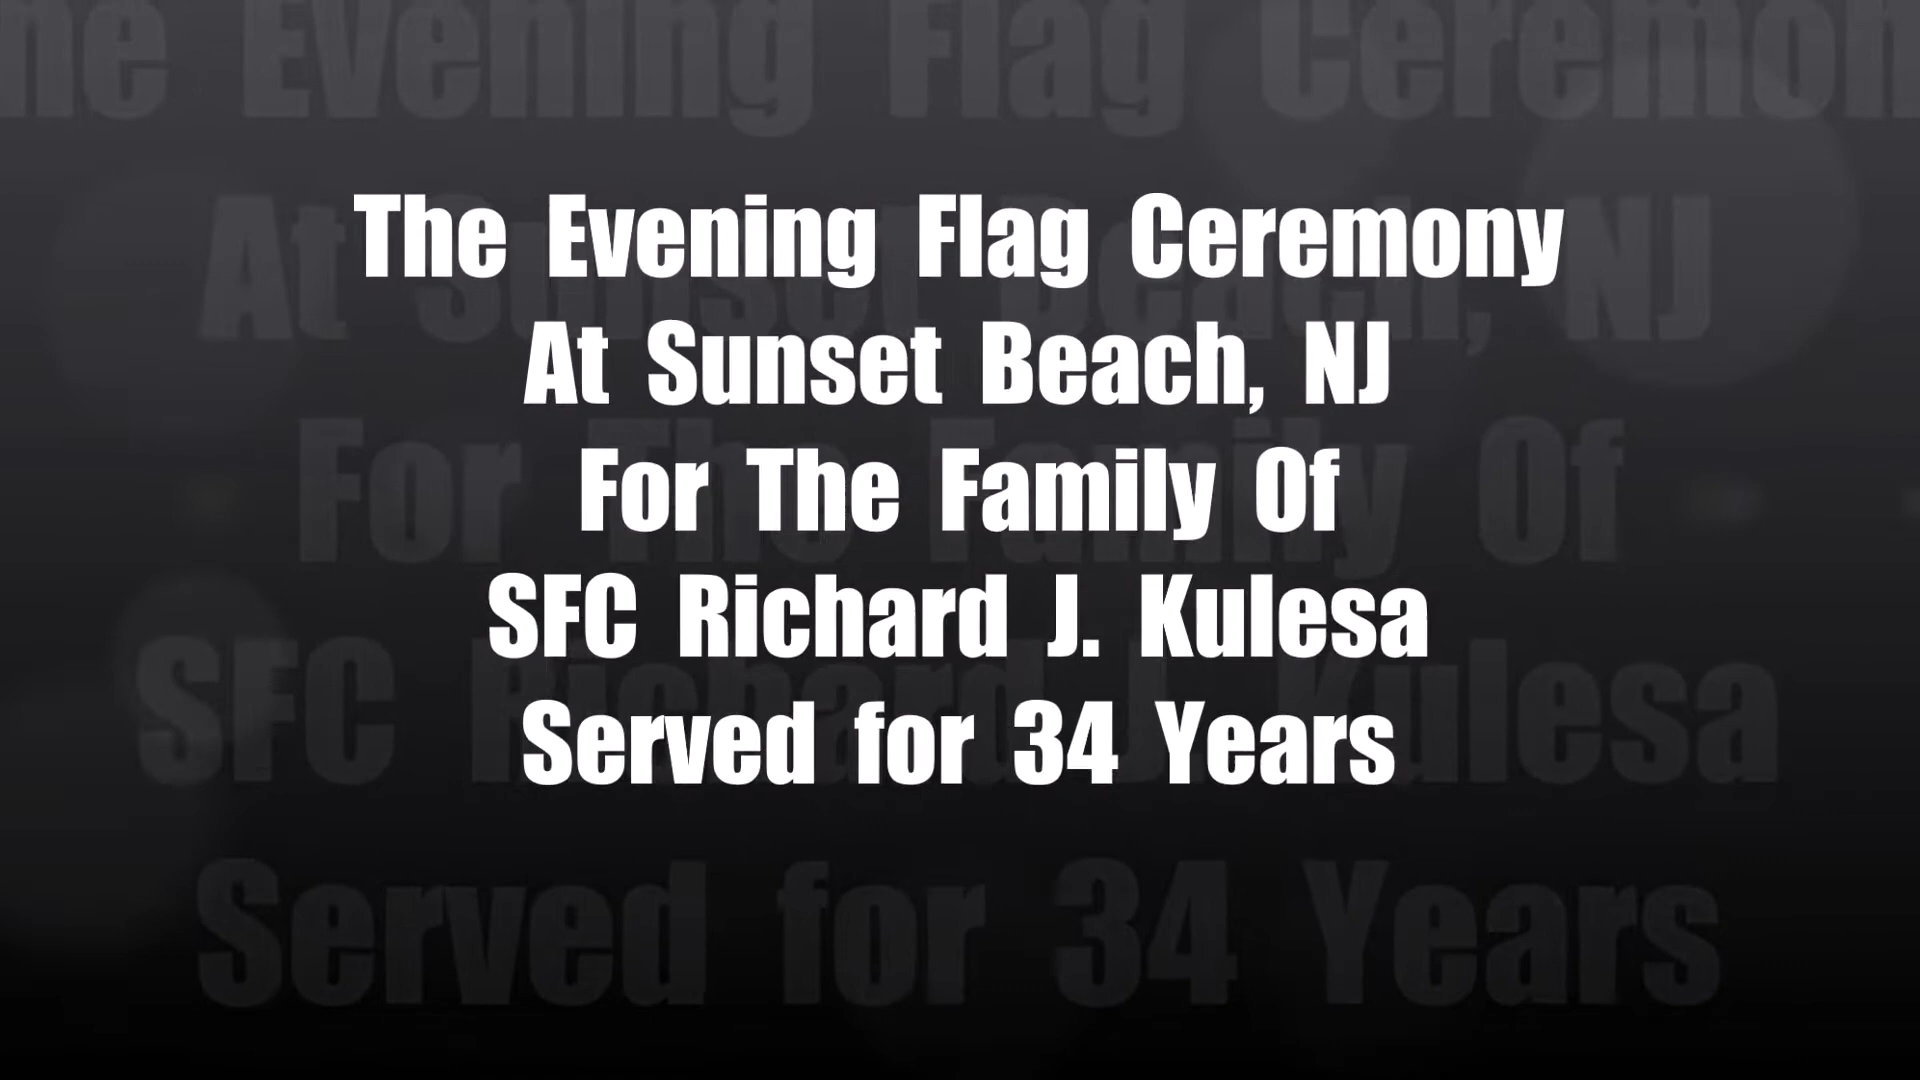 The Evening Flag Ceremony
At Sunset Beach, NJ
For The Family Of
SFC Richard J. Kulesa
Served for 34 Years